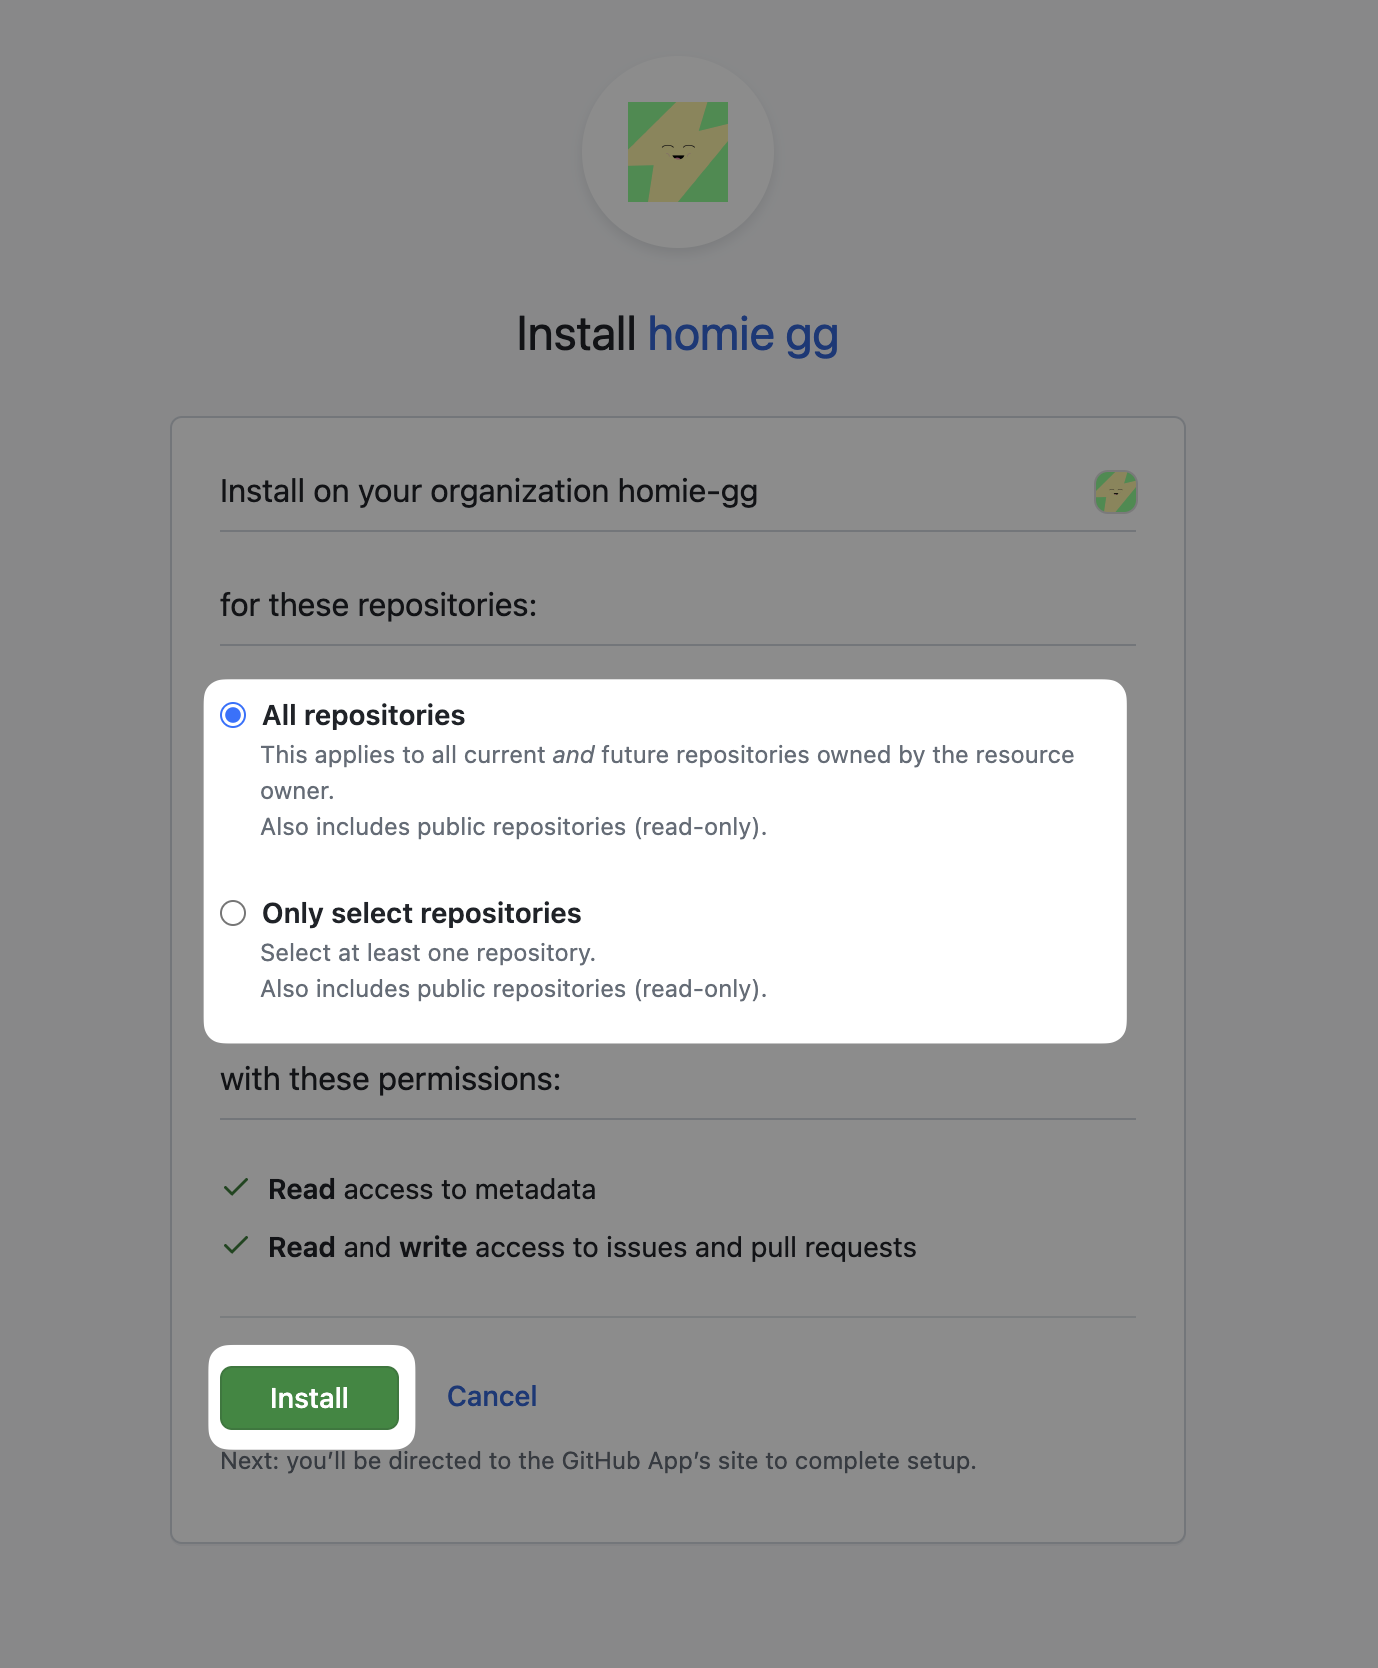 Install homie gg
Install on your organization homie-gg
for these repositories:
All repositories
This applies to all current and future repositories owned by the resource
owner.
Also includes public repositories (read-only).
Only select repositories
Select at least one repository.
Also includes public repositories (read-only).
with these permissions:
Read access to metadata
Read and write access to issues and pull requests
Install Cancel
Next: you’ll be directed to the GitHub App’s site to complete setup.